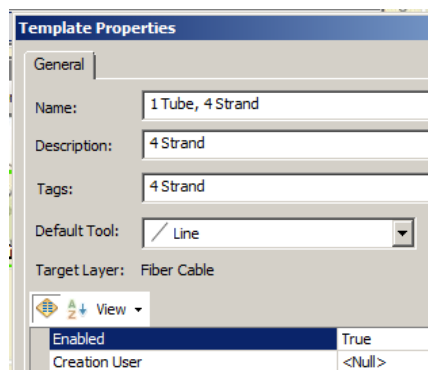 Template Properties
General
Name: 1 Tube, 4 Strand
Description: 4 Strand
Tags: 4 Strand
Default Tool: Line
Target Layer: Fiber Cable
View
Enabled True
Creation User <Null>